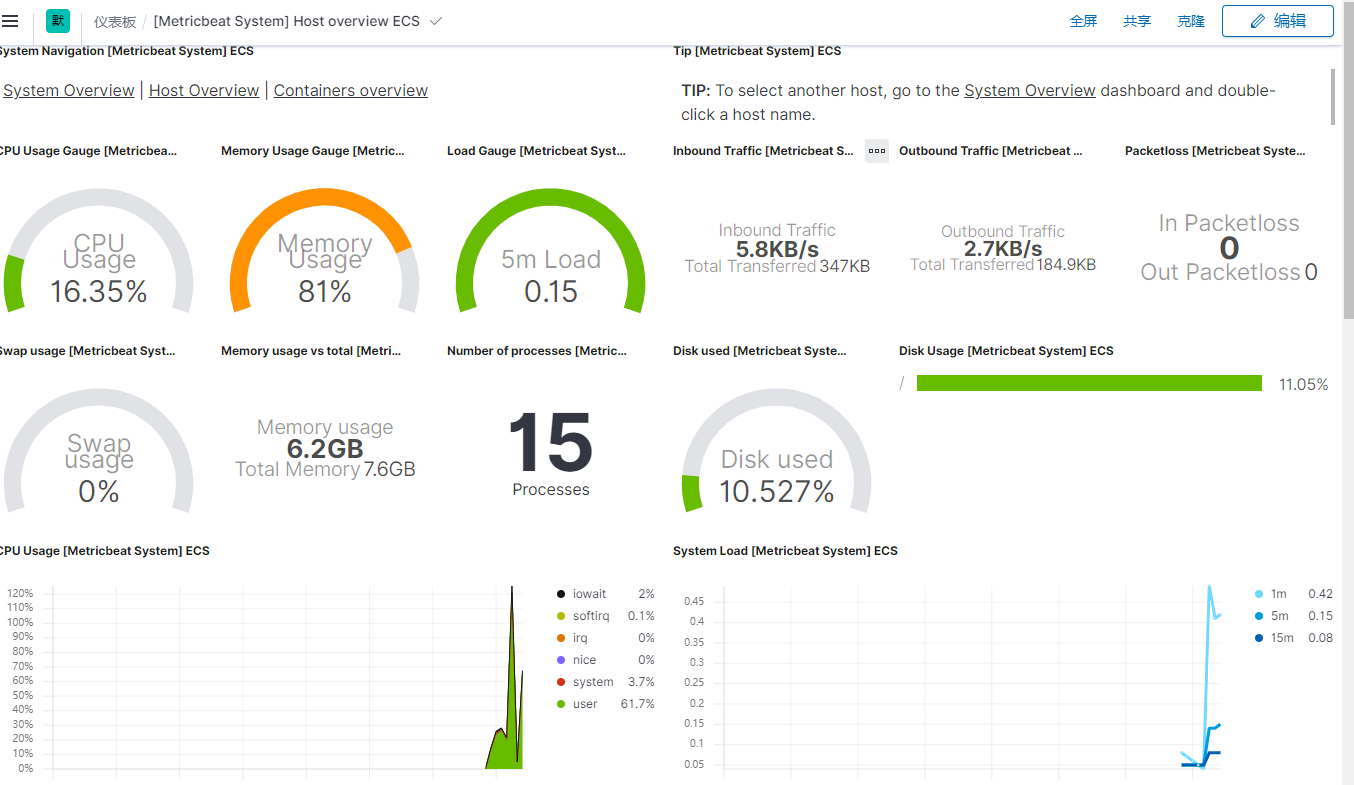 默 仪表板 / [Metricbeat System] Host overview ECS 全屏 共享 克隆 编辑
System Navigation [Metricbeat System] ECS
System Overview | Host Overview | Containers overview
Tip [Metricbeat System] ECS
TIP: To select another host, go to the System Overview dashboard and double-
click a host name.
CPU Usage Gauge [Metricbea...
CPU
Usage
16.35%
Memory Usage Gauge [Metric...
Memory
Usage
81%
Load Gauge [Metricbeat Syst...
5m Load
0.15
Inbound Traffic [Metricbeat S...
Inbound Traffic
5.8KB/s
Total Transferred 347KB
Outbound Traffic [Metricbeat ...
Outbound Traffic
2.7KB/s
Total Transferred 184.9KB
Packetloss [Metricbeat Syste...
In Packetloss
0
Out Packetloss 0
Swap usage [Metricbeat Syst...
Swap
usage
0%
Memory usage vs total [Metri...
Memory usage
6.2GB
Total Memory 7.6GB
Number of processes [Metric...
15
Processes
Disk used [Metricbeat Syste...
Disk used
10.527%
Disk Usage [Metricbeat System] ECS
/ 11.05%
CPU Usage [Metricbeat System] ECS
120%
110%
100%
90%
80%
70%
60%
50%
40%
30%
20%
10%
0%
iowait 2%
softirq 0.1%
irq 0%
nice 0%
system 3.7%
user 61.7%
System Load [Metricbeat System] ECS
0.45
0.4
0.35
0.3
0.25
0.2
0.15
0.1
0.05
1m 0.42
5m 0.15
15m 0.08